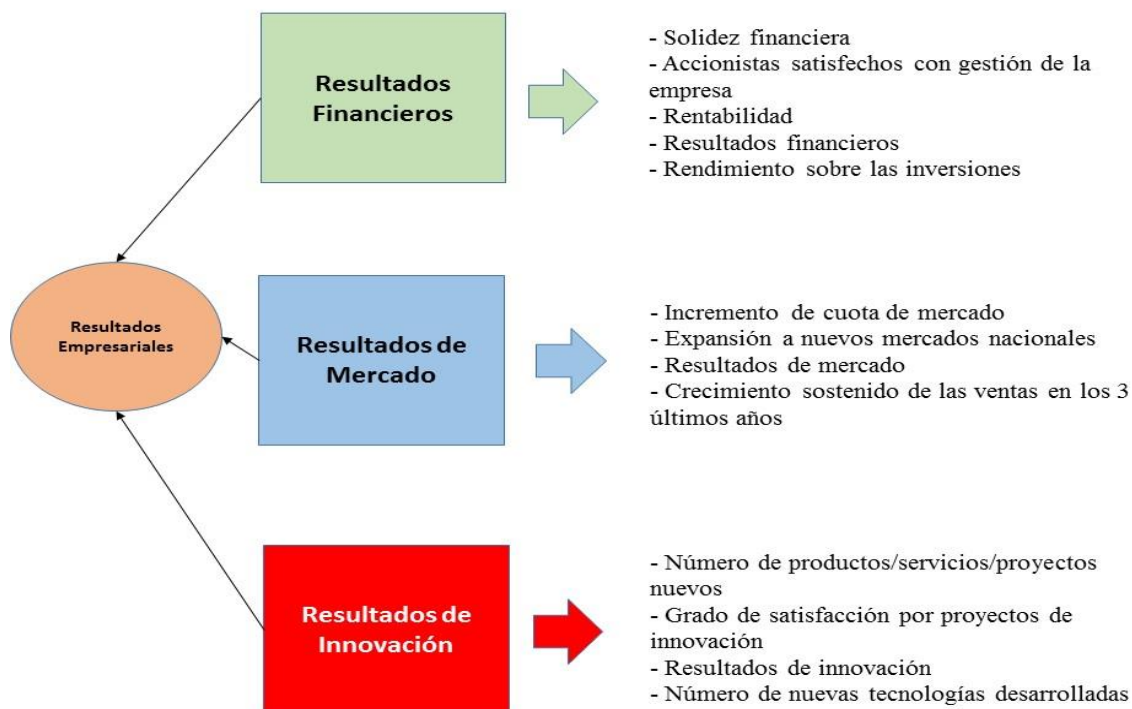 Resultados
Financieros
- Solidez financiera
- Accionistas satisfechos con gestión de la
empresa
- Rentabilidad
- Resultados financieros
- Rendimiento sobre las inversiones
Resultados
Empresariales
Resultados de
Mercado
- Incremento de cuota de mercado
- Expansión a nuevos mercados nacionales
- Resultados de mercado
- Crecimiento sostenido de las ventas en los 3
últimos años
Resultados de
Innovación
- Número de productos/servicios/proyectos
nuevos
- Grado de satisfacción por proyectos de
innovación
- Resultados de innovación
- Número de nuevas tecnologías desarrolladas